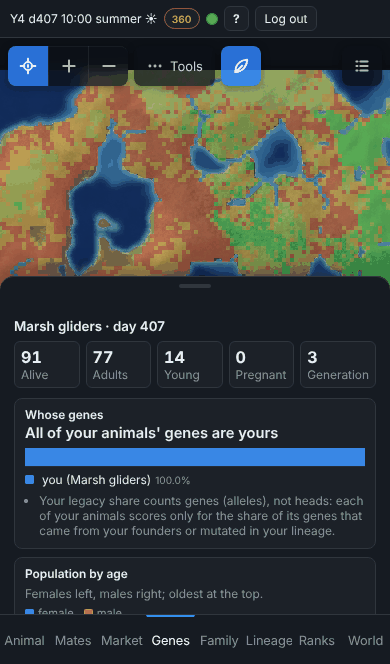 Y4 d407 10:00 summer ☀ 360 ? Log out
Tools
Marsh gliders · day 407
91 77 14 0 3
Alive Adults Young Pregnant Generation
Whose genes
All of your animals' genes are yours
you (Marsh gliders) 100.0%
• Your legacy share counts genes (alleles), not heads: each
of your animals scores only for the share of its genes that
came from your founders or mutated in your lineage.
Population by age
Females left, males right; oldest at the top.
female male
Animal Mates Market Genes Family Lineage Ranks World